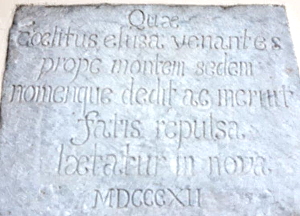 Quæ
cœlitus elusa venantes
prope montem sedem
nomenque dedit ac meruit
fatis repulsa
lætatur in nova
MDCCCXII